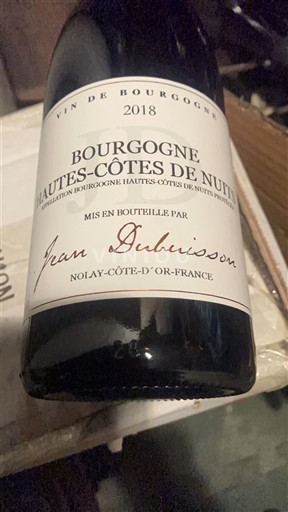 VIN DE BOURGOGNE
2018
BOURGOGNE
HAUTES-CÔTES DE NUITS
APPELLATION BOURGOGNE HAUTES-CÔTES DE NUITS PROTÉGÉE
MIS EN BOUTEILLE PAR
Jean Dubuisson
NOLAY-CÔTE-D'OR-FRANCE